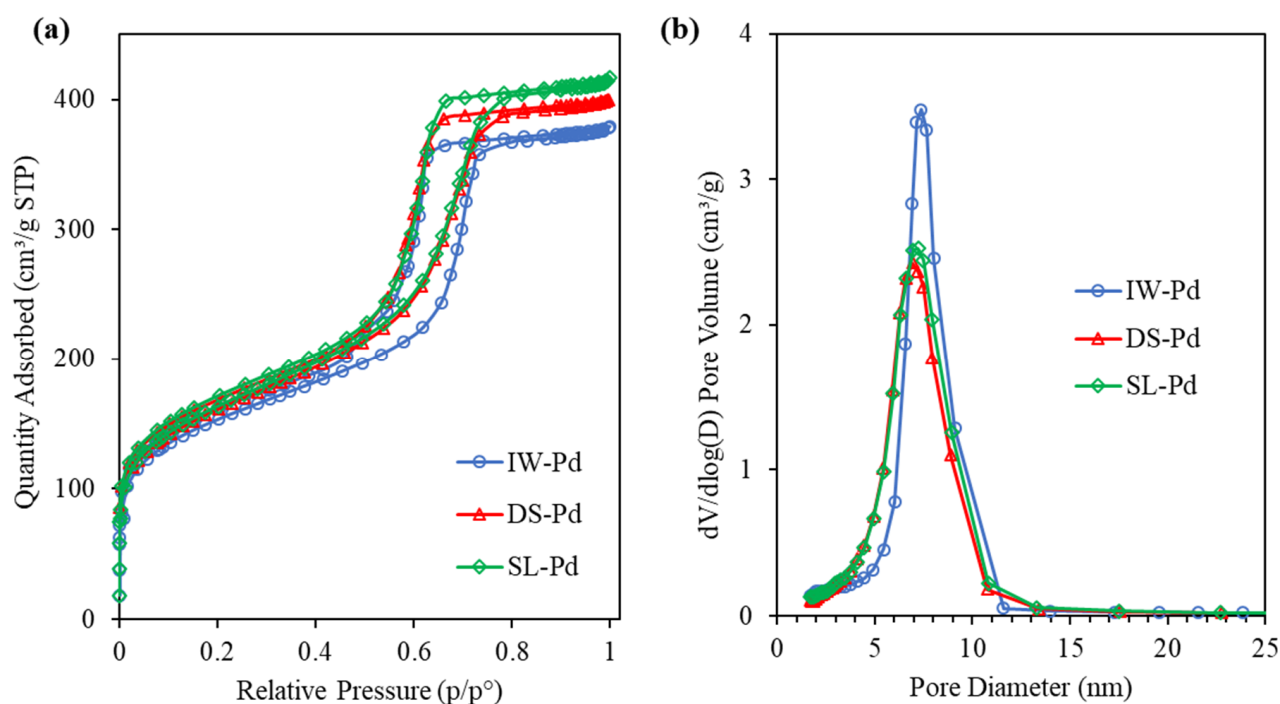 (a)
Quantity Adsorbed (cm³/g STP)
400
300
200
100
0
IW-Pd
DS-Pd
SL-Pd
0 0.2 0.4 0.6 0.8 1
Relative Pressure (p/p°)
(b)
dV/dlog(D) Pore Volume (cm³/g)
4
3
2
1
0
IW-Pd
DS-Pd
SL-Pd
0 5 10 15 20 25
Pore Diameter (nm)